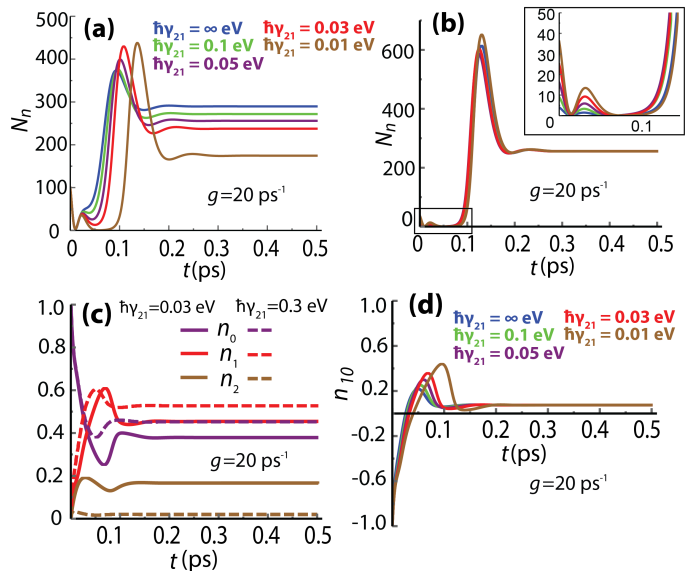 (a)
ħγ21 = ∞ eV ħγ21 = 0.03 eV
ħγ21 = 0.1 eV ħγ21 = 0.01 eV
ħγ21 = 0.05 eV
500
400
300
200
100
0
Nn
g=20 ps-1
0 0.1 0.2 0.3 0.4 0.5
t (ps)
(b)
600
300
0
Nn
50
40
30
20
10
0
0.1
g=20 ps-1
0 0.1 0.2 0.3 0.4 0.5
t (ps)
(c)
ħγ21=0.03 eV ħγ21=0.3 eV
n0
n1
n2
1.0
0.8
0.6
0.4
0.2
0
g=20 ps-1
0 0.1 0.2 0.3 0.4 0.5
t (ps)
(d)
ħγ21 = ∞ eV ħγ21 = 0.03 eV
ħγ21 = 0.1 eV ħγ21 = 0.01 eV
ħγ21 = 0.05 eV
1.0
0.6
0.2
-0.2
-0.6
-1.0
n10
0.1 0.2 0.3 0.4 0.5
t (ps)
g=20 ps-1